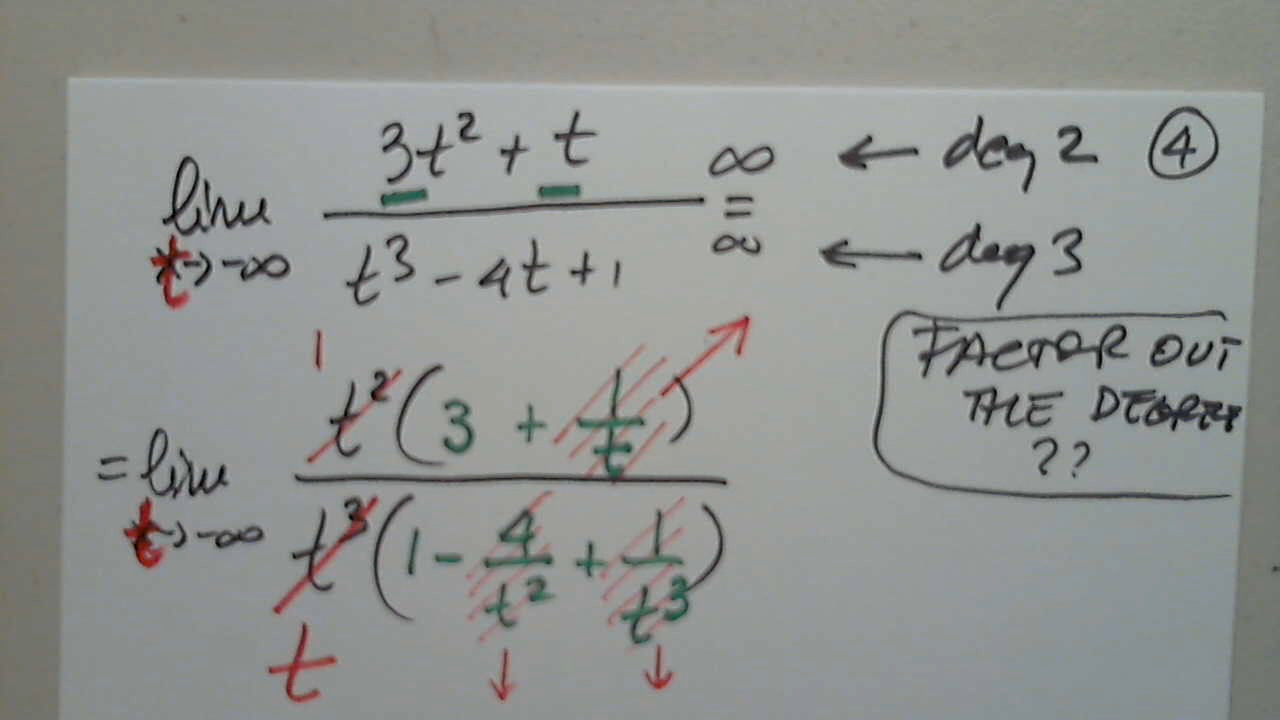 lim 3t² + t / t³ - 4t + 1 = ∞/∞ ← deg 2 ④
t→-∞ ← deg 3
FACTOR OUT
THE DEGREE
??
1
= lim t²(3 + 1/t) / t³(1 - 4/t² + 1/t³)
t→-∞
t ↓ ↓